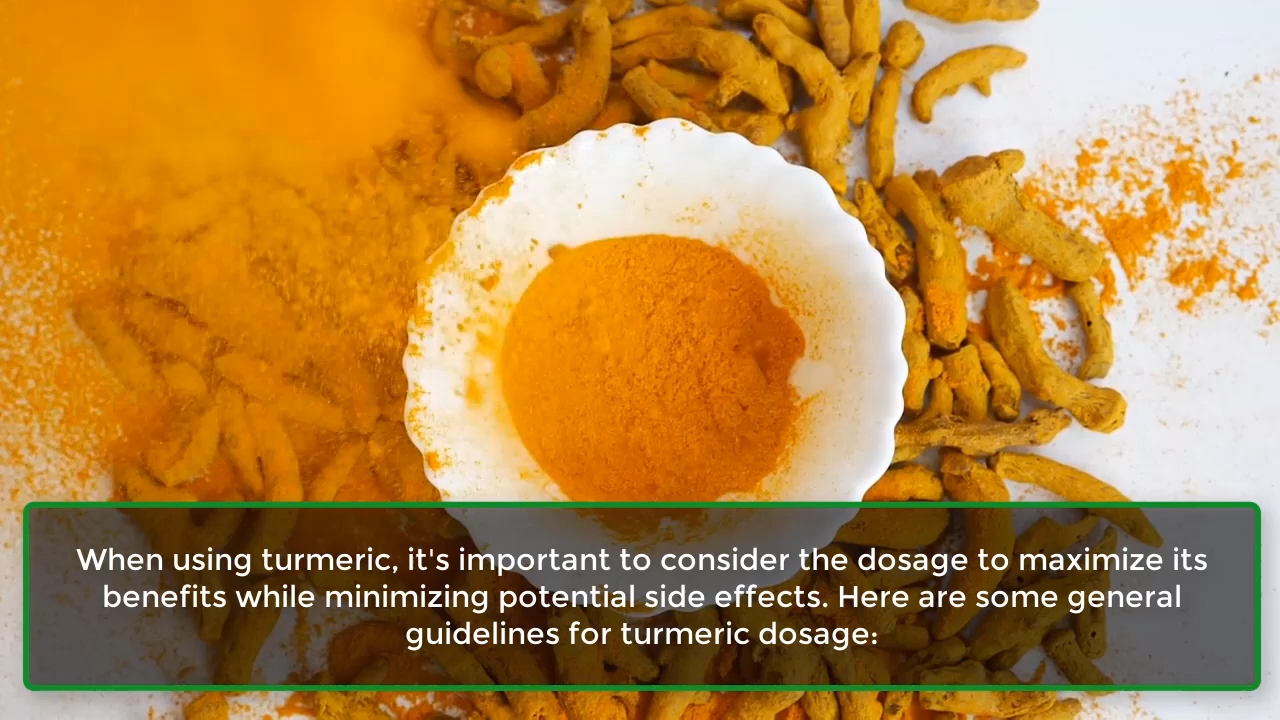 When using turmeric, it's important to consider the dosage to maximize its
benefits while minimizing potential side effects. Here are some general
guidelines for turmeric dosage: